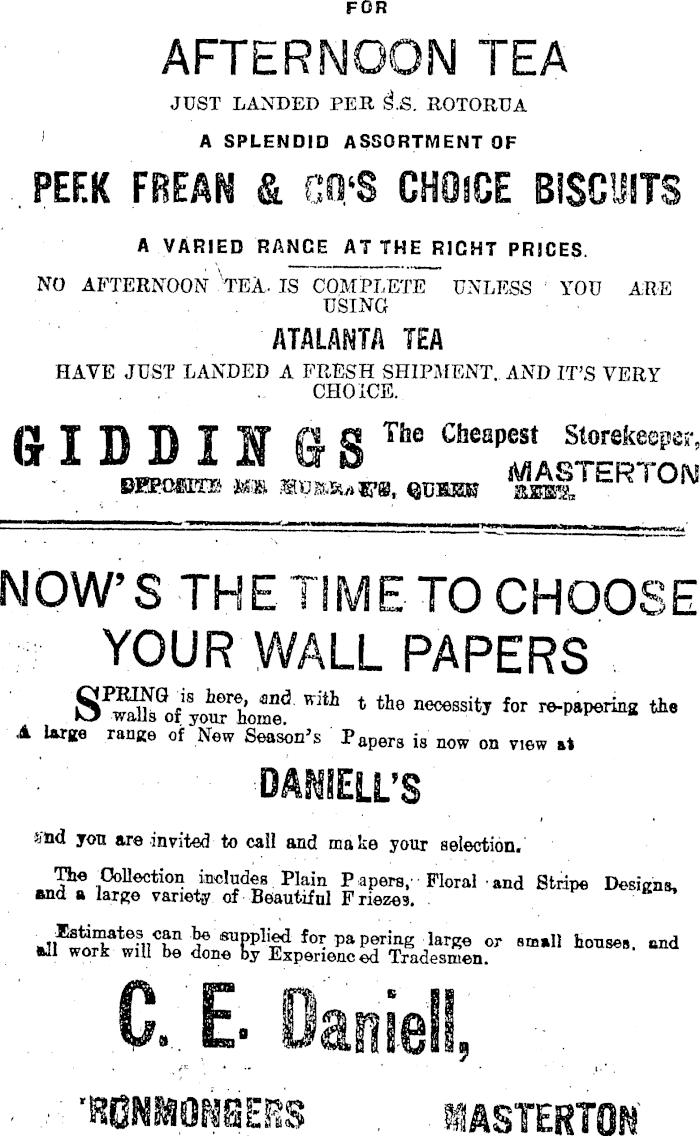 FOR
AFTERNOON TEA
JUST LANDED PER S.S. ROTORUA
A SPLENDID ASSORTMENT OF
PEEK FREAN & CO'S CHOICE BISCUITS
A VARIED RANGE AT THE RIGHT PRICES.
NO AFTERNOON TEA IS COMPLETE UNLESS YOU ARE
USING
ATALANTA TEA
HAVE JUST LANDED A FRESH SHIPMENT, AND IT'S VERY
CHOICE.
GIDDINGS The Cheapest Storekeeper,
MASTERTON
OPPOSITE MR QUEEN
NOW'S THE TIME TO CHOOSE
YOUR WALL PAPERS
SPRING is here, and with t the necessity for re-papering the
walls of your home.
A large range of New Season's Papers is now on view at
DANIELL'S
and you are invited to call and make your selection.
The Collection includes Plain Papers, Floral and Stripe Designs,
and a large variety of Beautiful Friezes.
Estimates can be supplied for papering large or small houses, and
all work will be done by Experienced Tradesmen.
C. E. Daniell,
'RONMONGERS MASTERTON